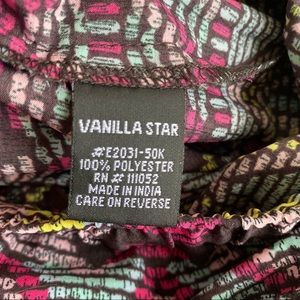 VANILLA STAR
#E2031-50K
100% POLYESTER
RN# 111052
MADE IN INDIA
CARE ON REVERSE